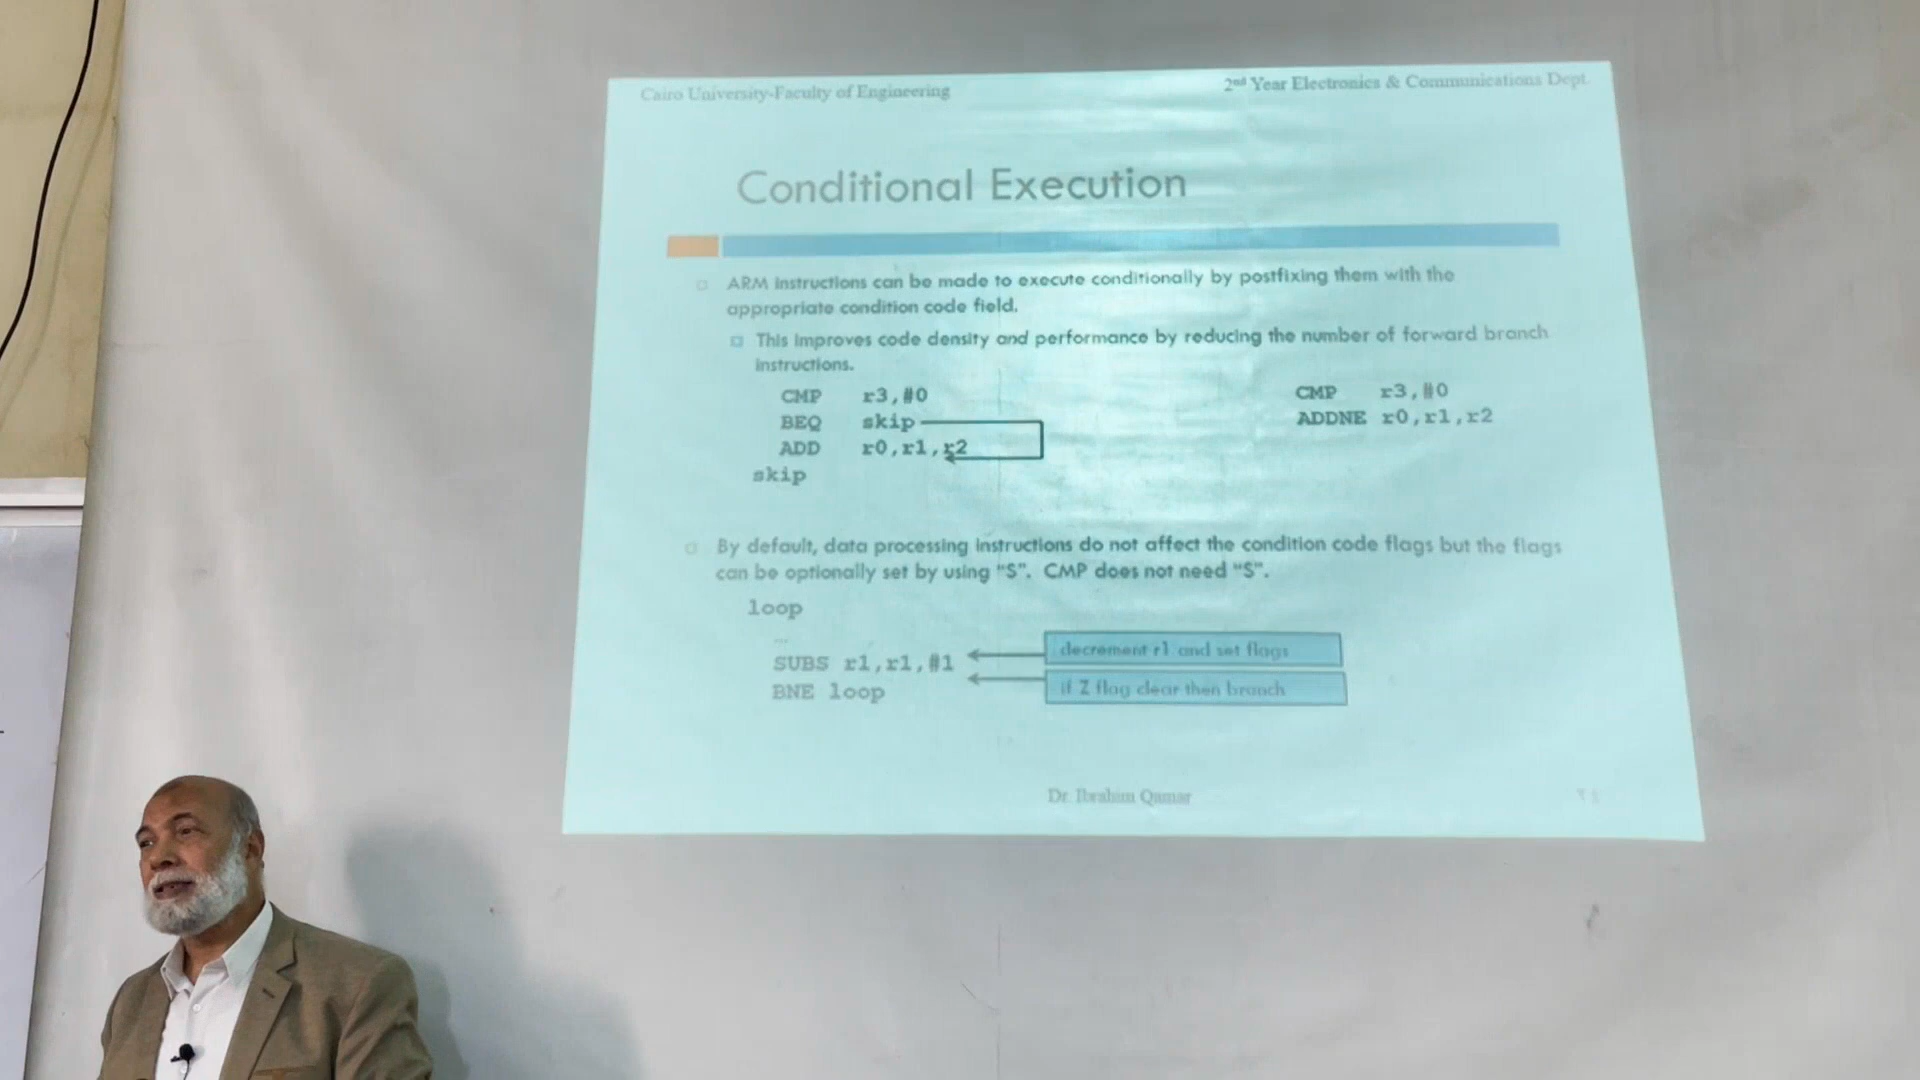 Cairo University-Faculty of Engineering
2nd Year Electronics & Communications Dept.
Conditional Execution
ARM instructions can be made to execute conditionally by postfixing them with the
appropriate condition code field.
This improves code density and performance by reducing the number of forward branch
instructions.
CMP r3,#0
BEQ skip
ADD r0,r1,r2
skip
CMP r3,#0
ADDNE r0,r1,r2
By default, data processing instructions do not affect the condition code flags but the flags
can be optionally set by using "S". CMP does not need "S".
loop
...
SUBS r1,r1,#1
BNE loop
decrement r1 and set flags
if Z flag clear then branch
Dr. Ibrahim Qamar